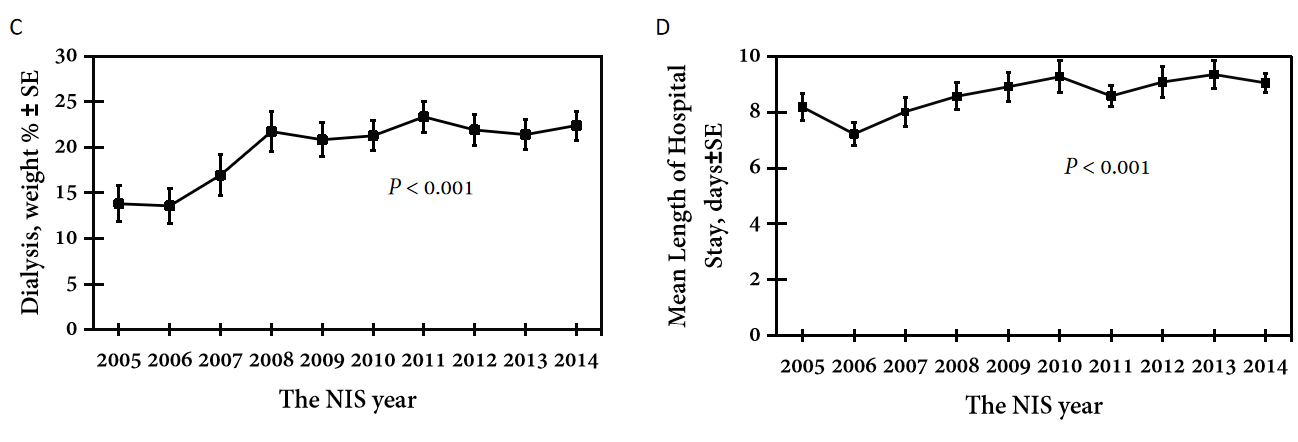 C
Dialysis, weight % ± SE
30
25
20
15
10
5
0
P < 0.001
2005 2006 2007 2008 2009 2010 2011 2012 2013 2014
The NIS year
D
Mean Length of Hospital
Stay, days±SE
10
8
6
4
2
0
P < 0.001
2005 2006 2007 2008 2009 2010 2011 2012 2013 2014
The NIS year